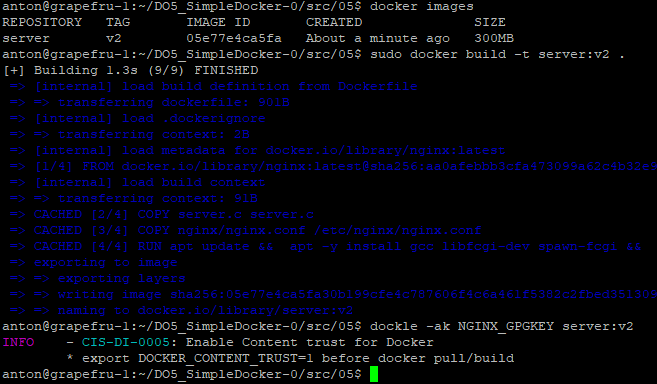 anton@grapefru-l:~/DO5_SimpleDocker-0/src/05$ docker images
REPOSITORY   TAG       IMAGE ID       CREATED              SIZE
server       v2        05e77e4ca5fa   About a minute ago   300MB
anton@grapefru-l:~/DO5_SimpleDocker-0/src/05$ sudo docker build -t server:v2 .
[+] Building 1.3s (9/9) FINISHED
=> [internal] load build definition from Dockerfile
=> => transferring dockerfile: 901B
=> [internal] load .dockerignore
=> => transferring context: 2B
=> [internal] load metadata for docker.io/library/nginx:latest
=> [1/4] FROM docker.io/library/nginx:latest@sha256:aa0afebbb3cfa473099a62c4b32e9
=> [internal] load build context
=> => transferring context: 91B
=> CACHED [2/4] COPY server.c server.c
=> CACHED [3/4] COPY nginx/nginx.conf /etc/nginx/nginx.conf
=> CACHED [4/4] RUN apt update &&  apt -y install gcc libfcgi-dev spawn-fcgi &&
=> exporting to image
=> => exporting layers
=> => writing image sha256:05e77e4ca5fa30b199cfe4c787606f4c6a461f5382c2fbed351309
=> => naming to docker.io/library/server:v2
anton@grapefru-l:~/DO5_SimpleDocker-0/src/05$ dockle -ak NGINX_GPGKEY server:v2
INFO    - CIS-DI-0005: Enable Content trust for Docker
* export DOCKER_CONTENT_TRUST=1 before docker pull/build
anton@grapefru-l:~/DO5_SimpleDocker-0/src/05$